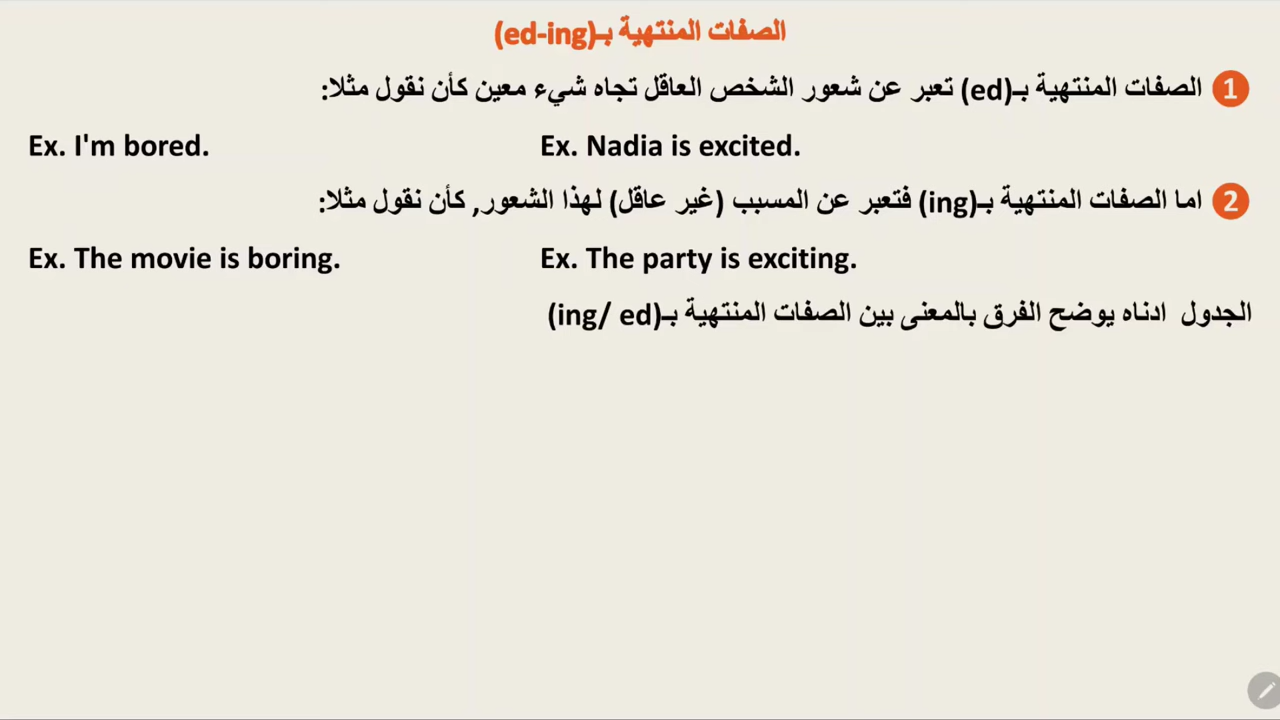 الصفات المنتهية بـ(ed-ing)
1 الصفات المنتهية بـ(ed) تعبر عن شعور الشخص العاقل تجاه شيء معين كأن نقول مثلا:
Ex. I'm bored. Ex. Nadia is excited.
2 اما الصفات المنتهية بـ(ing) فتعبر عن المسبب (غير عاقل) لهذا الشعور, كأن نقول مثلا:
Ex. The movie is boring. Ex. The party is exciting.
الجدول ادناه يوضح الفرق بالمعنى بين الصفات المنتهية بـ(ing/ ed)